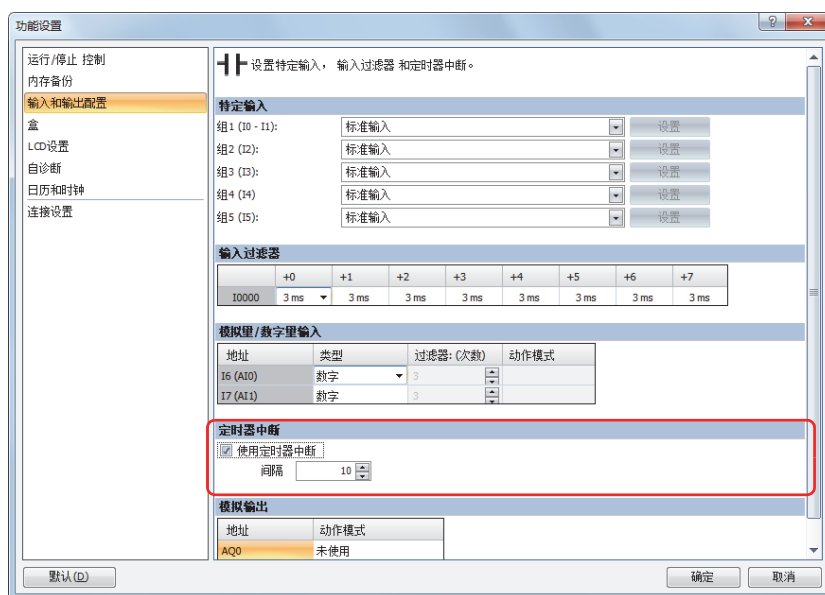 功能设置
运行/停止 控制
内存备份
输入和输出配置
盒
LCD设置
自诊断
日历和时钟
连接设置
设置特定输入， 输入过滤器 和定时器中断。
特定输入
组1 (I0 - I1): 标准输入 设置
组2 (I2): 标准输入 设置
组3 (I3): 标准输入 设置
组4 (I4) 标准输入 设置
组5 (I5): 标准输入 设置
输入过滤器
+0 +1 +2 +3 +4 +5 +6 +7
I0000 3 ms 3 ms 3 ms 3 ms 3 ms 3 ms 3 ms 3 ms
模拟里/数字里输入
地址 类型 过滤器: (次数) 动作模式
I6 (AI0) 数字 3
I7 (AI1) 数字 3
定时器中断
使用定时器中断
间隔 10
模拟输出
地址 动作模式
AQ0 未使用
默认(D) 确定 取消